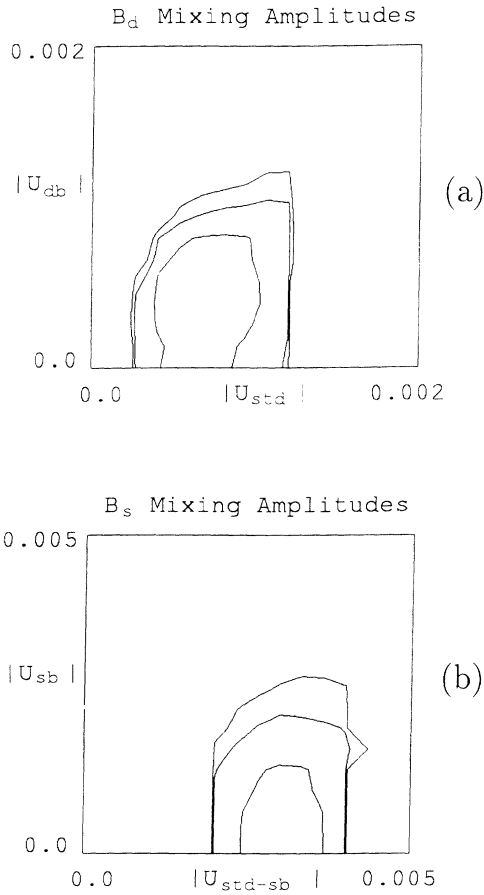 B_d Mixing Amplitudes
0.002
|U_db|
(a)
0.0
0.0 |U_std| 0.002
B_s Mixing Amplitudes
0.005
|U_sb|
(b)
0.0
0.0 |U_std-sb| 0.005